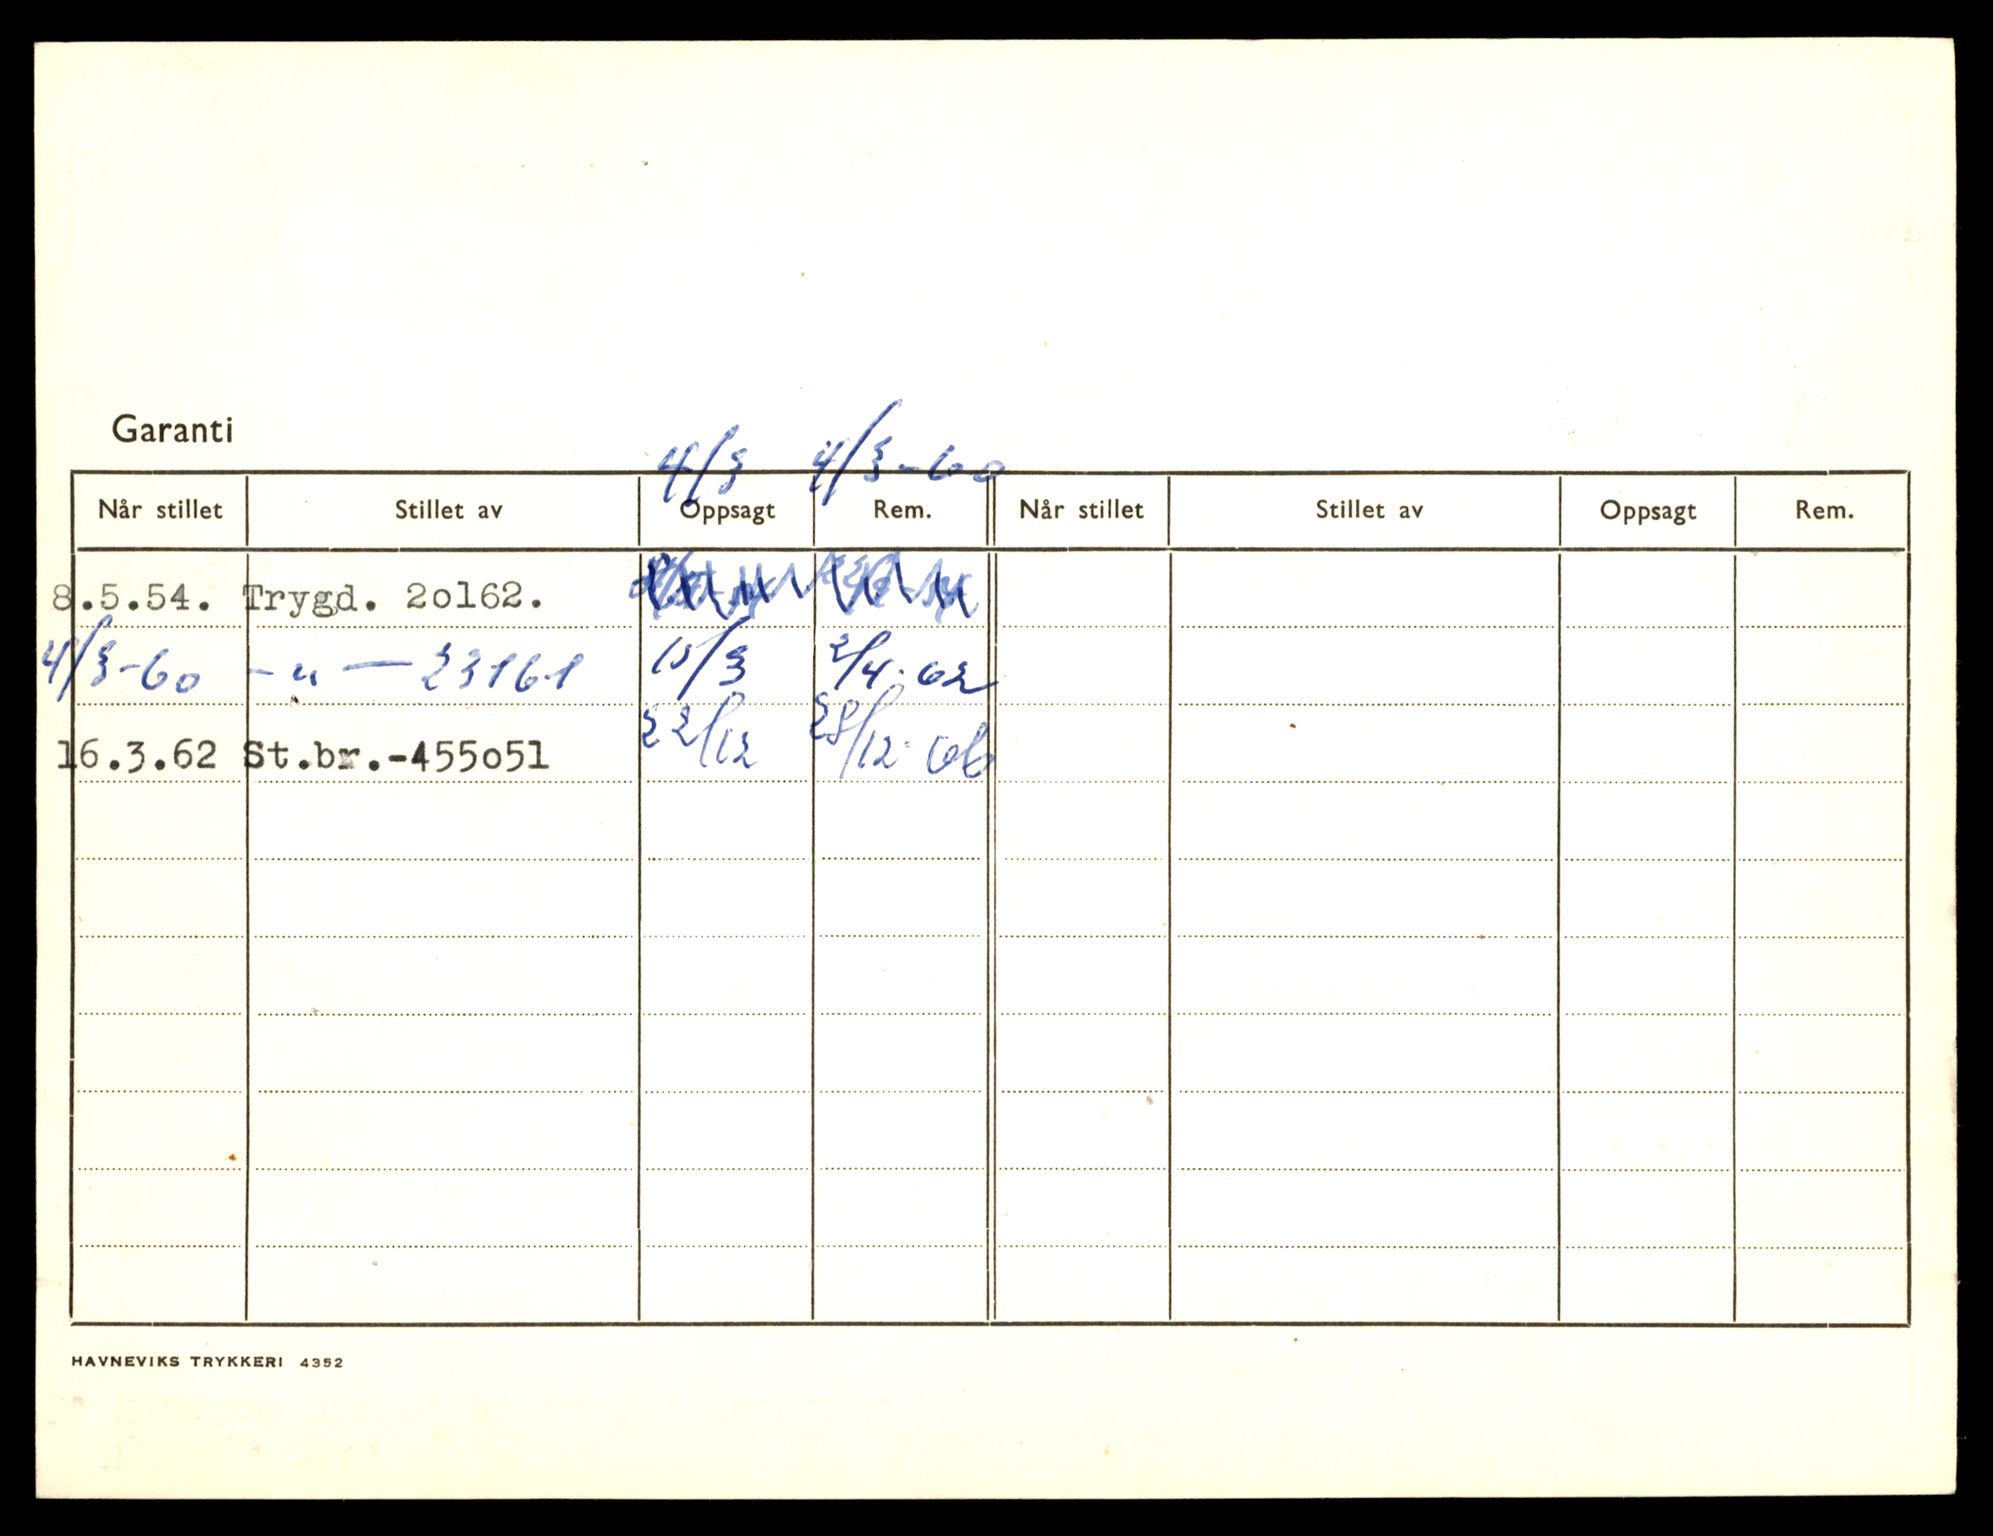 Garanti
4/3 4/3-60
Når stillet Stillet av Oppsagt Rem. Når stillet Stillet av Oppsagt Rem.
8.5.54. Trygd. 2o162.
4/3-60 -"- 23161 15/3 2/4-62
16.3.62 St.br.-455o51 22/12 28/12-66
HAVNEVIKS TRYKKERI 4352